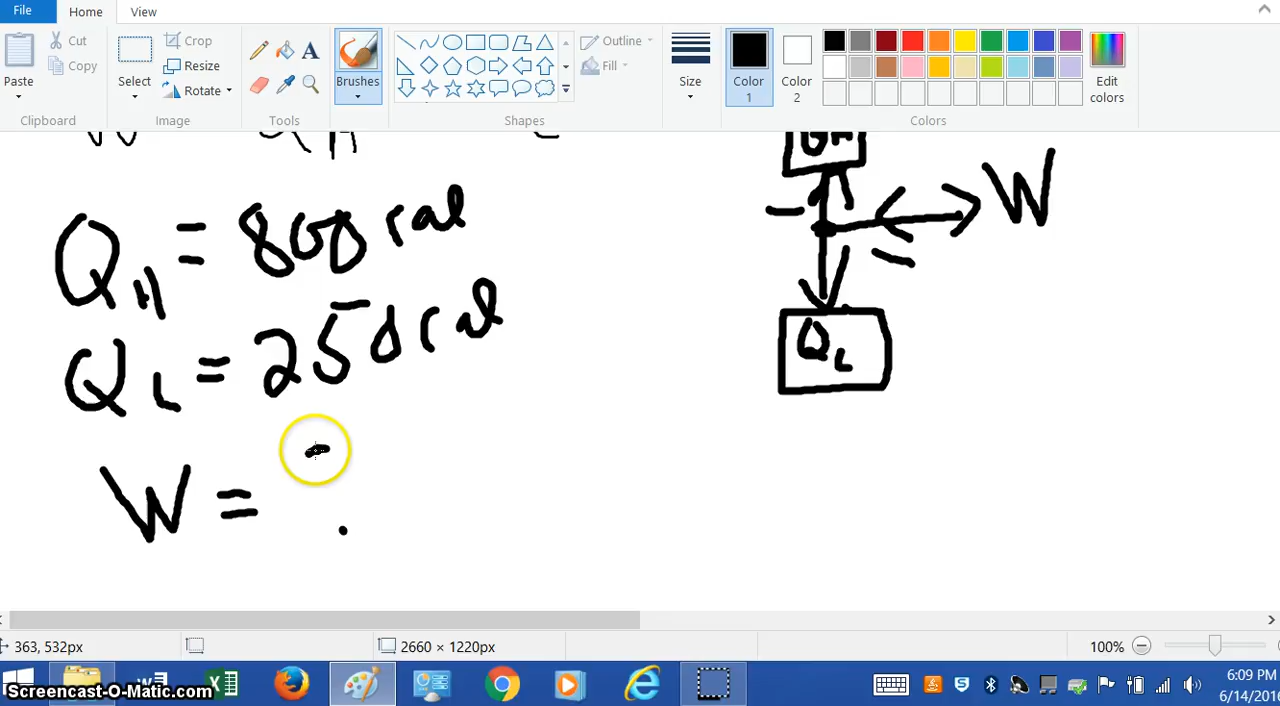 File Home View
Cut Crop Outline
Paste Copy Select Resize Brushes Fill Size Color 1 Color 2 Edit colors
Rotate
Clipboard Image Tools Shapes Colors
W QH
QH
QH = 800 cal
W
QL = 250 cal
QL
W =
363, 532px 2660 × 1220px 100%
6:09 PM
Screencast-O-Matic.com 6/14/2016